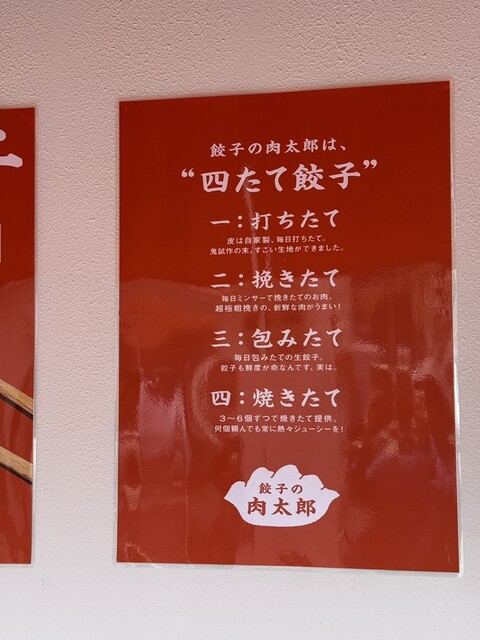 餃子の肉太郎は、
“四たて餃子”
一：打ちたて
皮は自家製、毎日打ちたて。
鬼試作の末、すごい生地ができました。
二：挽きたて
毎日ミンサーで挽きたてのお肉。
超極粗挽きの、新鮮な肉がうまい！
三：包みたて
毎日包みたての生餃子。
餃子も鮮度が命なんです、実は。
四：焼きたて
３〜６個ずつで焼きたて提供。
何個頼んでも常に熱々ジューシーを！
餃子の
肉太郎